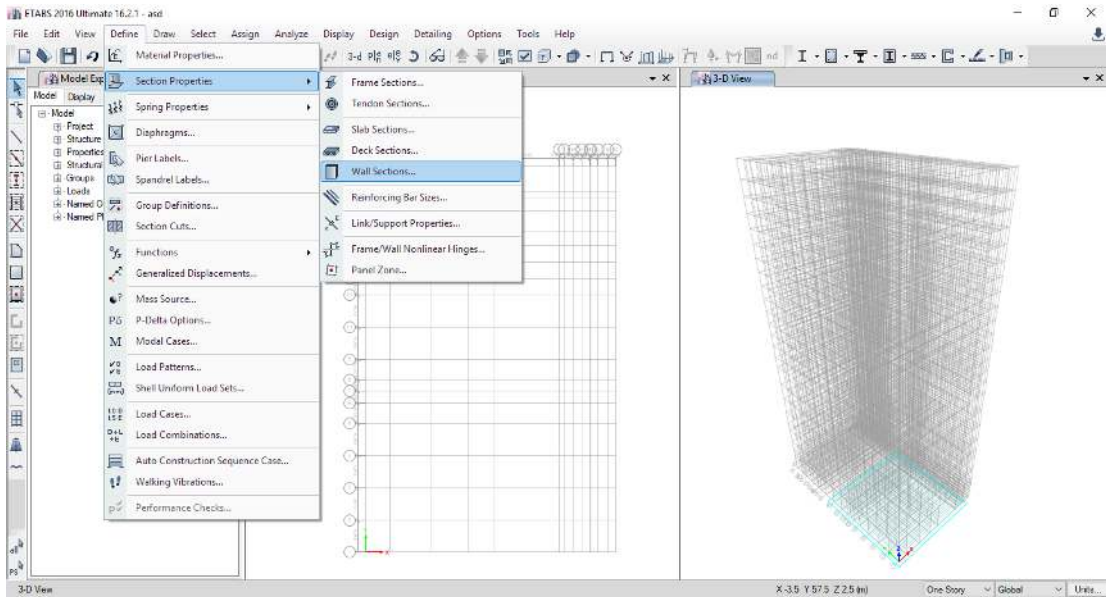 ETABS 2016 Ultimate 16.2.1 - asd
File Edit View Define Draw Select Assign Analyze Display Design Detailing Options Tools Help
3-d
nd
Model Exp
3-D View
Model Display
Model
Project
Structure
Properties
Structural
Groups
Loads
Named O
Named Pl
Material Properties...
Section Properties
Spring Properties
Diaphragms...
Pier Labels...
Spandrel Labels...
Group Definitions...
Section Cuts...
Functions
Generalized Displacements...
Mass Source...
Pδ P-Delta Options...
M Modal Cases...
Load Patterns...
Shell Uniform Load Sets...
Load Cases...
Load Combinations...
Auto Construction Sequence Case...
Walking Vibrations...
Performance Checks...
Frame Sections...
Tendon Sections...
Slab Sections...
Deck Sections...
Wall Sections...
Reinforcing Bar Sizes...
Link/Support Properties...
Frame/Wall Nonlinear Hinges...
Panel Zone...
all
PS
X
3-D View
X -3.5 Y 57.5 Z 2.5 (m)
One Story
Global
Units...